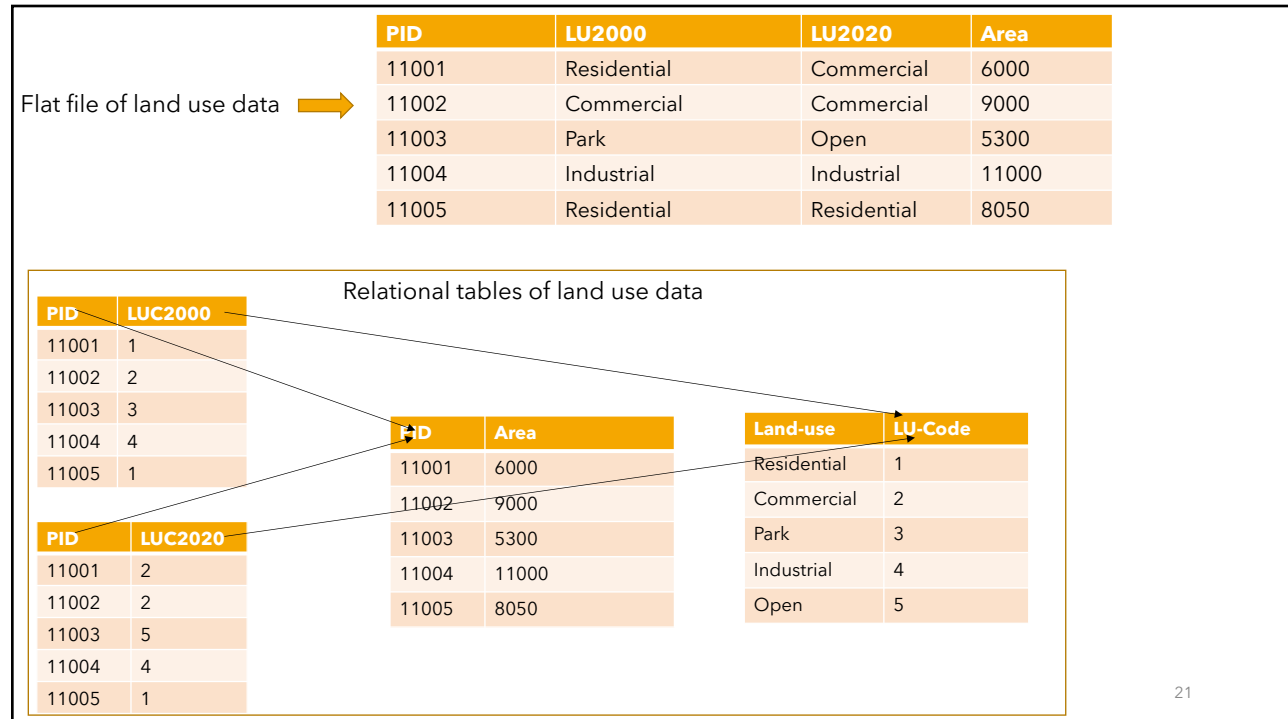 PID LU2000 LU2020 Area
11001 Residential Commercial 6000
Flat file of land use data
11002 Commercial Commercial 9000
11003 Park Open 5300
11004 Industrial Industrial 11000
11005 Residential Residential 8050
Relational tables of land use data
PID LUC2000
11001 1
11002 2
11003 3
11004 4
11005 1
PID LUC2020
11001 2
11002 2
11003 5
11004 4
11005 1
PID Area
11001 6000
11002 9000
11003 5300
11004 11000
11005 8050
Land-use LU-Code
Residential 1
Commercial 2
Park 3
Industrial 4
Open 5
21